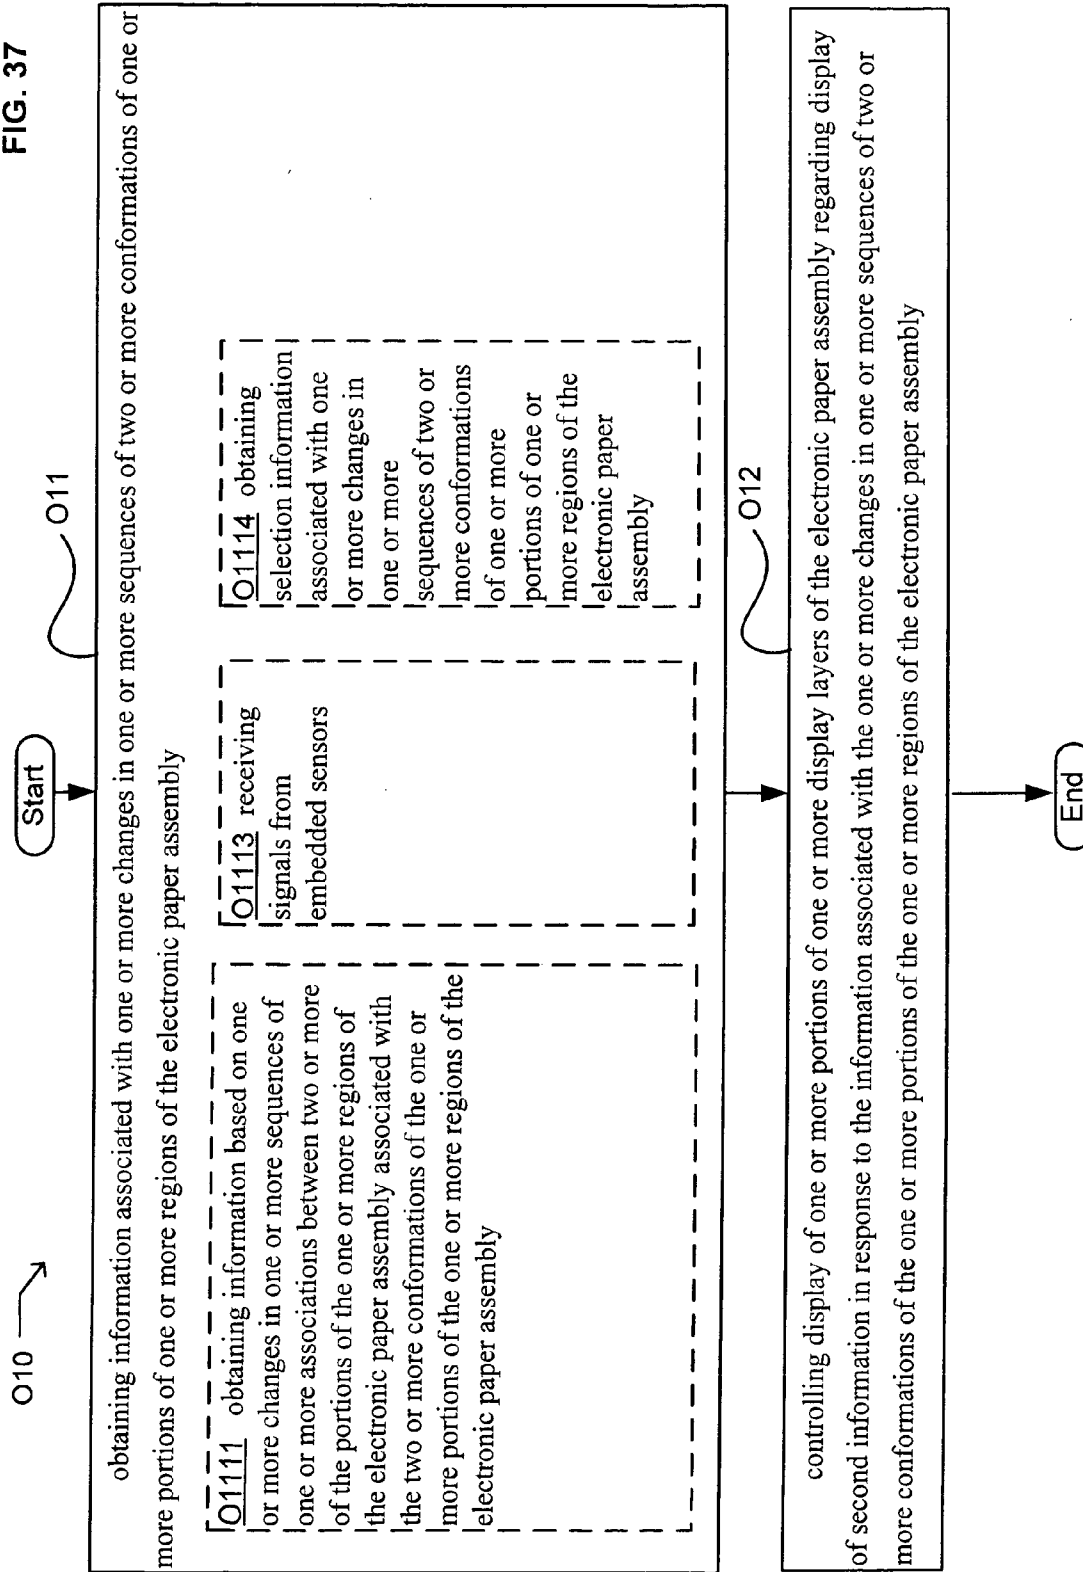 FIG. 37
O10
Start
O11
obtaining information associated with one or more changes in one or more sequences of two or more conformations of one or
more portions of one or more regions of the electronic paper assembly
O1111 obtaining information based on one
or more changes in one or more sequences of
one or more associations between two or more
of the portions of the one or more regions of
the electronic paper assembly associated with
the two or more conformations of the one or
more portions of the one or more regions of the
electronic paper assembly
O1113 receiving
signals from
embedded sensors
O1114 obtaining
selection information
associated with one
or more changes in
one or more
sequences of two or
more conformations
of one or more
portions of one or
more regions of the
electronic paper
assembly
O12
controlling display of one or more portions of one or more display layers of the electronic paper assembly regarding display
of second information in response to the information associated with the one or more changes in one or more sequences of two or
more conformations of the one or more portions of the one or more regions of the electronic paper assembly
End